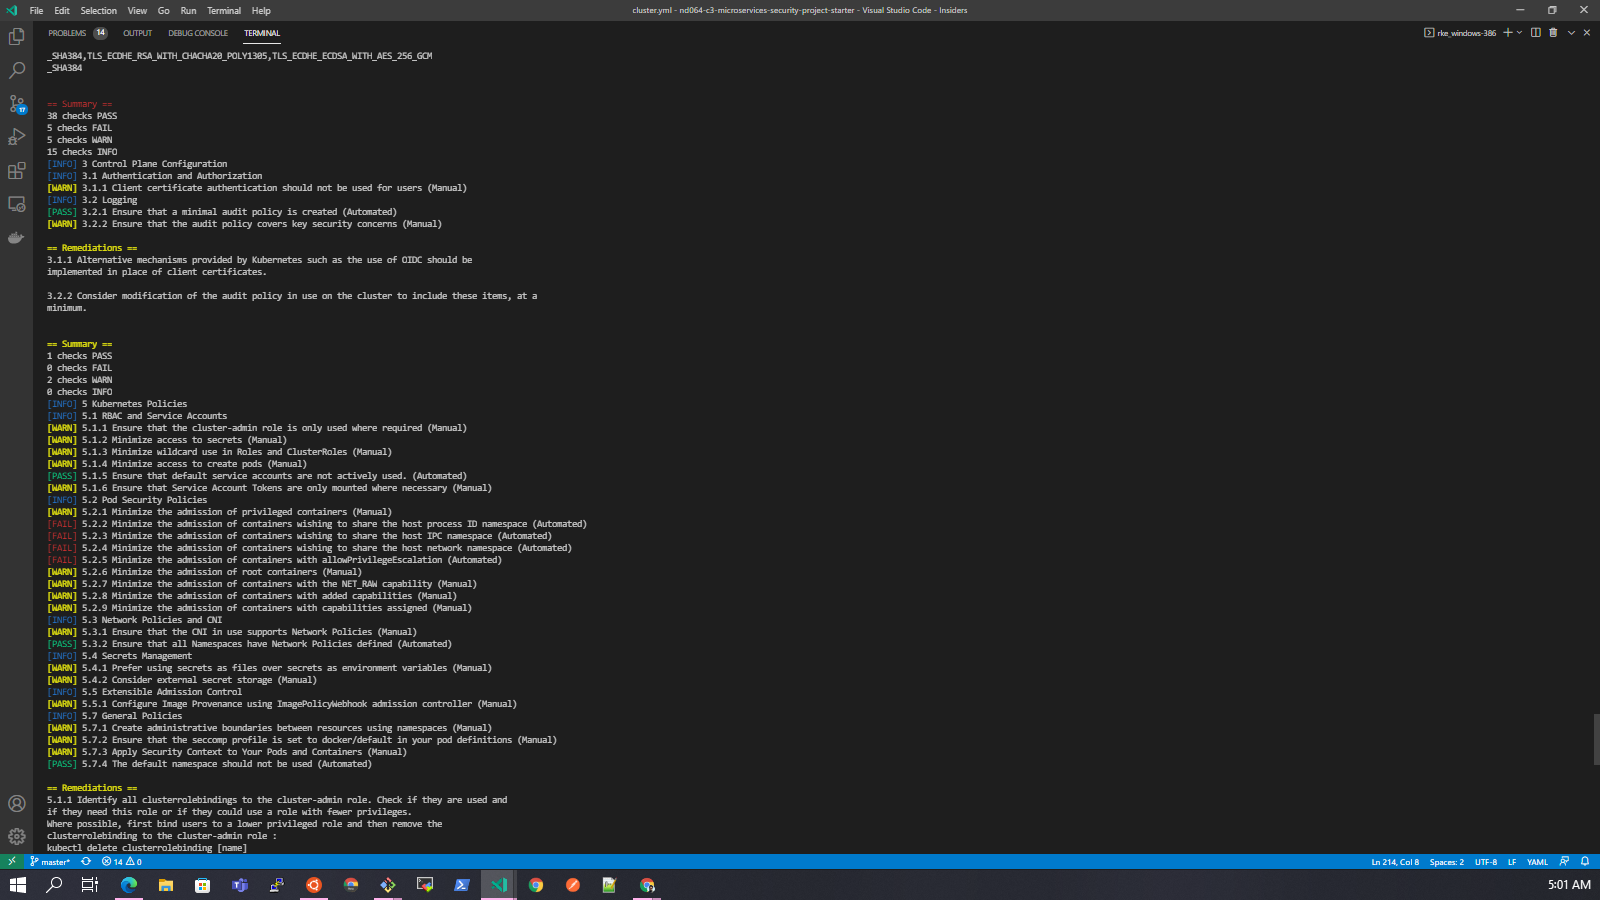 File Edit Selection View Go Run Terminal Help
cluster.yml - nd064-c3-microservices-security-project-starter - Visual Studio Code - Insiders
PROBLEMS 14 OUTPUT DEBUG CONSOLE TERMINAL
rke_windows-386
_SHA384,TLS_ECDHE_RSA_WITH_CHACHA20_POLY1305,TLS_ECDHE_ECDSA_WITH_AES_256_GCM
_SHA384
== Summary ==
38 checks PASS
5 checks FAIL
5 checks WARN
15 checks INFO
[INFO] 3 Control Plane Configuration
[INFO] 3.1 Authentication and Authorization
[WARN] 3.1.1 Client certificate authentication should not be used for users (Manual)
[INFO] 3.2 Logging
[PASS] 3.2.1 Ensure that a minimal audit policy is created (Automated)
[WARN] 3.2.2 Ensure that the audit policy covers key security concerns (Manual)
== Remediations ==
3.1.1 Alternative mechanisms provided by Kubernetes such as the use of OIDC should be
implemented in place of client certificates.
3.2.2 Consider modification of the audit policy in use on the cluster to include these items, at a
minimum.
== Summary ==
1 checks PASS
0 checks FAIL
2 checks WARN
0 checks INFO
[INFO] 5 Kubernetes Policies
[INFO] 5.1 RBAC and Service Accounts
[WARN] 5.1.1 Ensure that the cluster-admin role is only used where required (Manual)
[WARN] 5.1.2 Minimize access to secrets (Manual)
[WARN] 5.1.3 Minimize wildcard use in Roles and ClusterRoles (Manual)
[WARN] 5.1.4 Minimize access to create pods (Manual)
[PASS] 5.1.5 Ensure that default service accounts are not actively used. (Automated)
[WARN] 5.1.6 Ensure that Service Account Tokens are only mounted where necessary (Manual)
[INFO] 5.2 Pod Security Policies
[WARN] 5.2.1 Minimize the admission of privileged containers (Manual)
[FAIL] 5.2.2 Minimize the admission of containers wishing to share the host process ID namespace (Automated)
[FAIL] 5.2.3 Minimize the admission of containers wishing to share the host IPC namespace (Automated)
[FAIL] 5.2.4 Minimize the admission of containers wishing to share the host network namespace (Automated)
[FAIL] 5.2.5 Minimize the admission of containers with allowPrivilegeEscalation (Automated)
[WARN] 5.2.6 Minimize the admission of root containers (Manual)
[WARN] 5.2.7 Minimize the admission of containers with the NET_RAW capability (Manual)
[WARN] 5.2.8 Minimize the admission of containers with added capabilities (Manual)
[WARN] 5.2.9 Minimize the admission of containers with capabilities assigned (Manual)
[INFO] 5.3 Network Policies and CNI
[WARN] 5.3.1 Ensure that the CNI in use supports Network Policies (Manual)
[PASS] 5.3.2 Ensure that all Namespaces have Network Policies defined (Automated)
[INFO] 5.4 Secrets Management
[WARN] 5.4.1 Prefer using secrets as files over secrets as environment variables (Manual)
[WARN] 5.4.2 Consider external secret storage (Manual)
[INFO] 5.5 Extensible Admission Control
[WARN] 5.5.1 Configure Image Provenance using ImagePolicyWebhook admission controller (Manual)
[INFO] 5.7 General Policies
[WARN] 5.7.1 Create administrative boundaries between resources using namespaces (Manual)
[WARN] 5.7.2 Ensure that the seccomp profile is set to docker/default in your pod definitions (Manual)
[WARN] 5.7.3 Apply Security Context to Your Pods and Containers (Manual)
[PASS] 5.7.4 The default namespace should not be used (Automated)
== Remediations ==
5.1.1 Identify all clusterrolebindings to the cluster-admin role. Check if they are used and
if they need this role or if they could use a role with fewer privileges.
Where possible, first bind users to a lower privileged role and then remove the
clusterrolebinding to the cluster-admin role :
kubectl delete clusterrolebinding [name]
17
master* 14 0
Ln 214, Col 8 Spaces: 2 UTF-8 LF YAML
5:01 AM